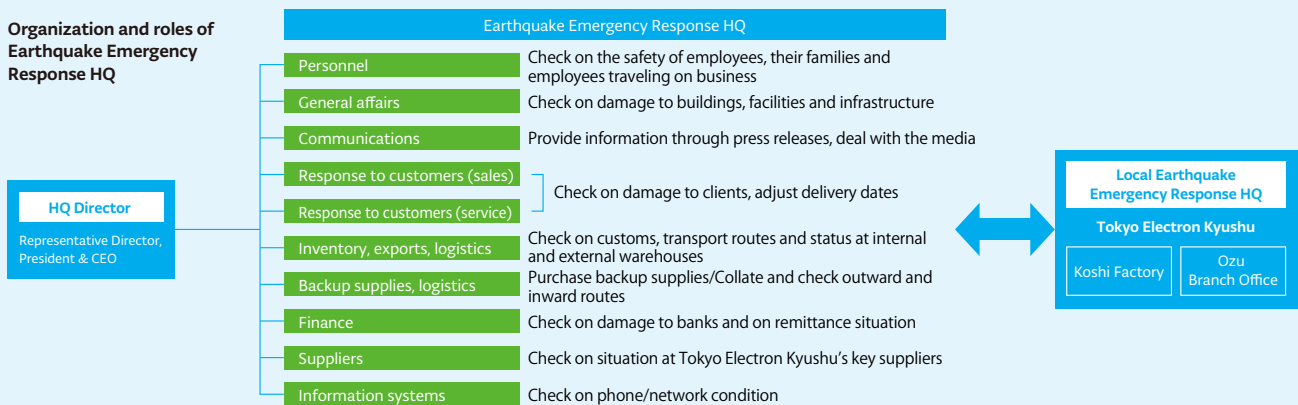 Organization and roles of
Earthquake Emergency
Response HQ
Earthquake Emergency Response HQ
HQ Director
Representative Director,
President & CEO
Personnel
Check on the safety of employees, their families and
employees traveling on business
General affairs
Check on damage to buildings, facilities and infrastructure
Communications
Provide information through press releases, deal with the media
Response to customers (sales)
Response to customers (service)
Check on damage to clients, adjust delivery dates
Inventory, exports, logistics
Check on customs, transport routes and status at internal
and external warehouses
Backup supplies, logistics
Purchase backup supplies/Collate and check outward and
inward routes
Finance
Check on damage to banks and on remittance situation
Suppliers
Check on situation at Tokyo Electron Kyushu's key suppliers
Information systems
Check on phone/network condition
Local Earthquake
Emergency Response HQ
Tokyo Electron Kyushu
Koshi Factory
Ozu
Branch Office